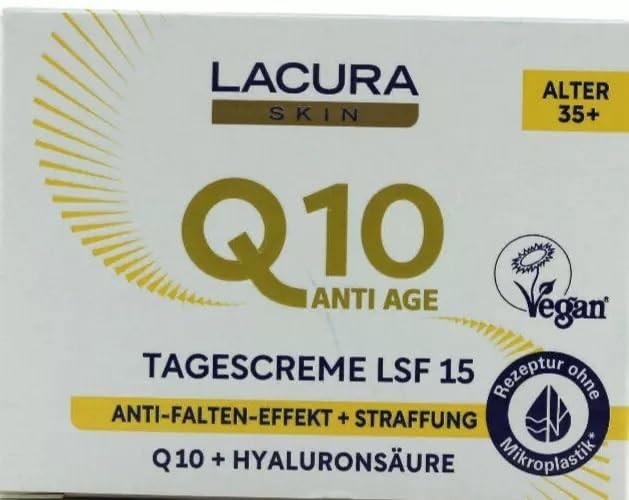 LACURA
SKIN
ALTER
35+
Q10
ANTI AGE
Vegan
TAGESCREME LSF 15
ANTI-FALTEN-EFFEKT + STRAFFUNG
Q10 + HYALURONSÄURE
Rezeptur ohne
Mikroplastik*